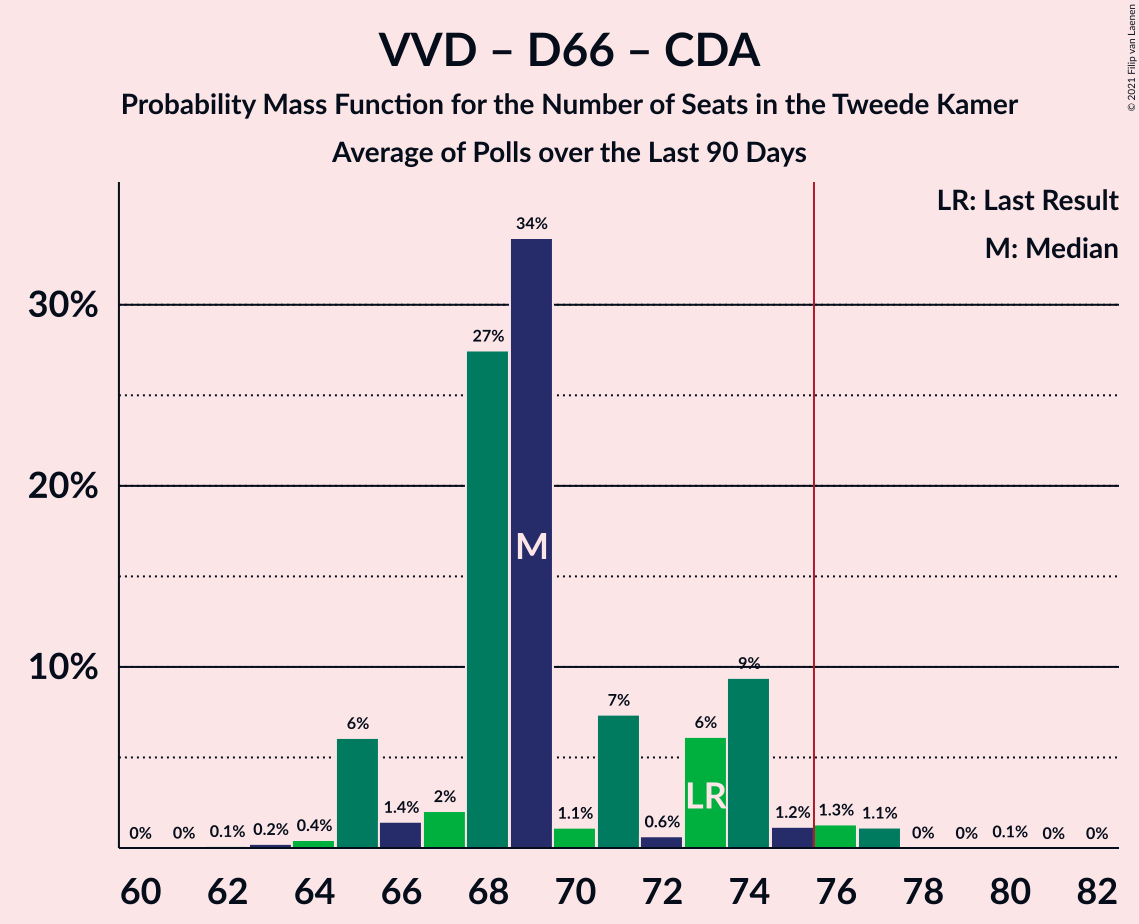 VVD – D66 – CDA
Probability Mass Function for the Number of Seats in the Tweede Kamer
Average of Polls over the Last 90 Days
© 2021 Filip van Laenen
LR: Last Result
M: Median
30%
20%
10%
0%
0%
0.1%
0.2%
0.4%
6%
1.4%
2%
27%
34%
1.1%
7%
0.6%
6%
9%
1.2%
1.3%
1.1%
0%
0%
0.1%
0%
0%
M
LR
60 62 64 66 68 70 72 74 76 78 80 82